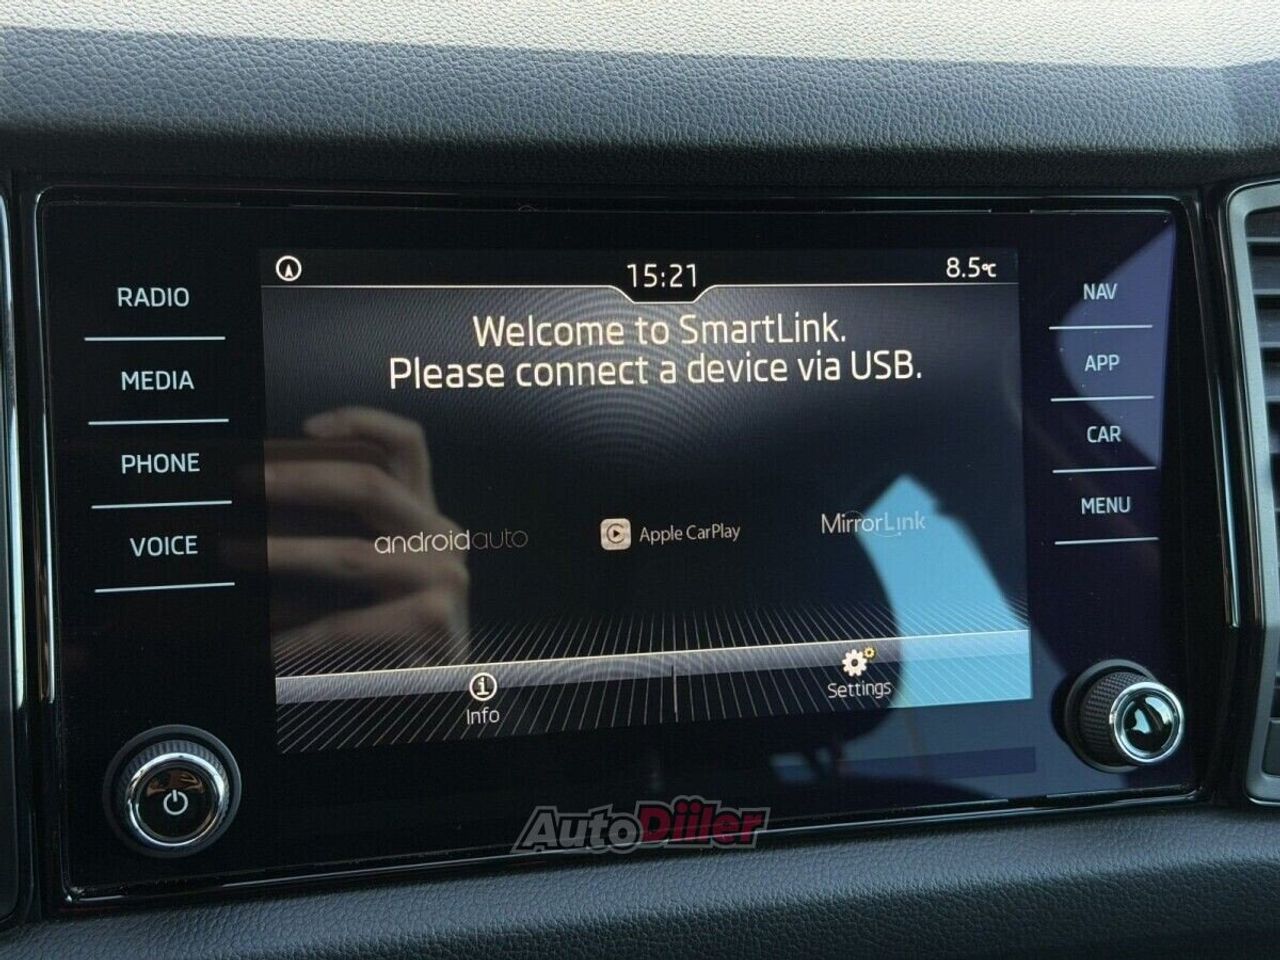 15:21
8.5°C
Welcome to SmartLink.
Please connect a device via USB.
androidauto
Apple CarPlay
MirrorLink
Info
Settings
RADIO
MEDIA
PHONE
VOICE
NAV
APP
CAR
MENU
AutoDiiler